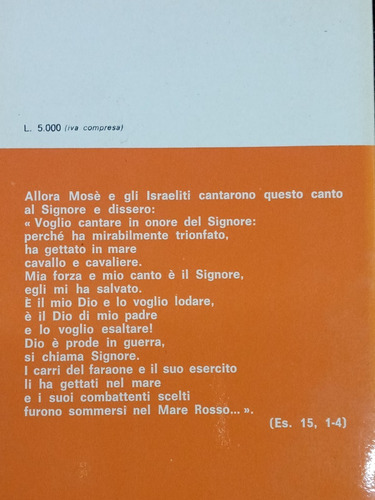 L. 5.000 (iva compresa)
Allora Mosè e gli Israeliti cantarono questo canto
al Signore e dissero:
« Voglio cantare in onore del Signore:
perché ha mirabilmente trionfato,
ha gettato in mare
cavallo e cavaliere.
Mia forza e mio canto è il Signore,
egli mi ha salvato.
È il mio Dio e lo voglio lodare,
è il Dio di mio padre
e lo voglio esaltare!
Dio è prode in guerra,
si chiama Signore.
I carri del faraone e il suo esercito
li ha gettati nel mare
e i suoi combattenti scelti
furono sommersi nel Mare Rosso... ».
(Es. 15, 1-4)